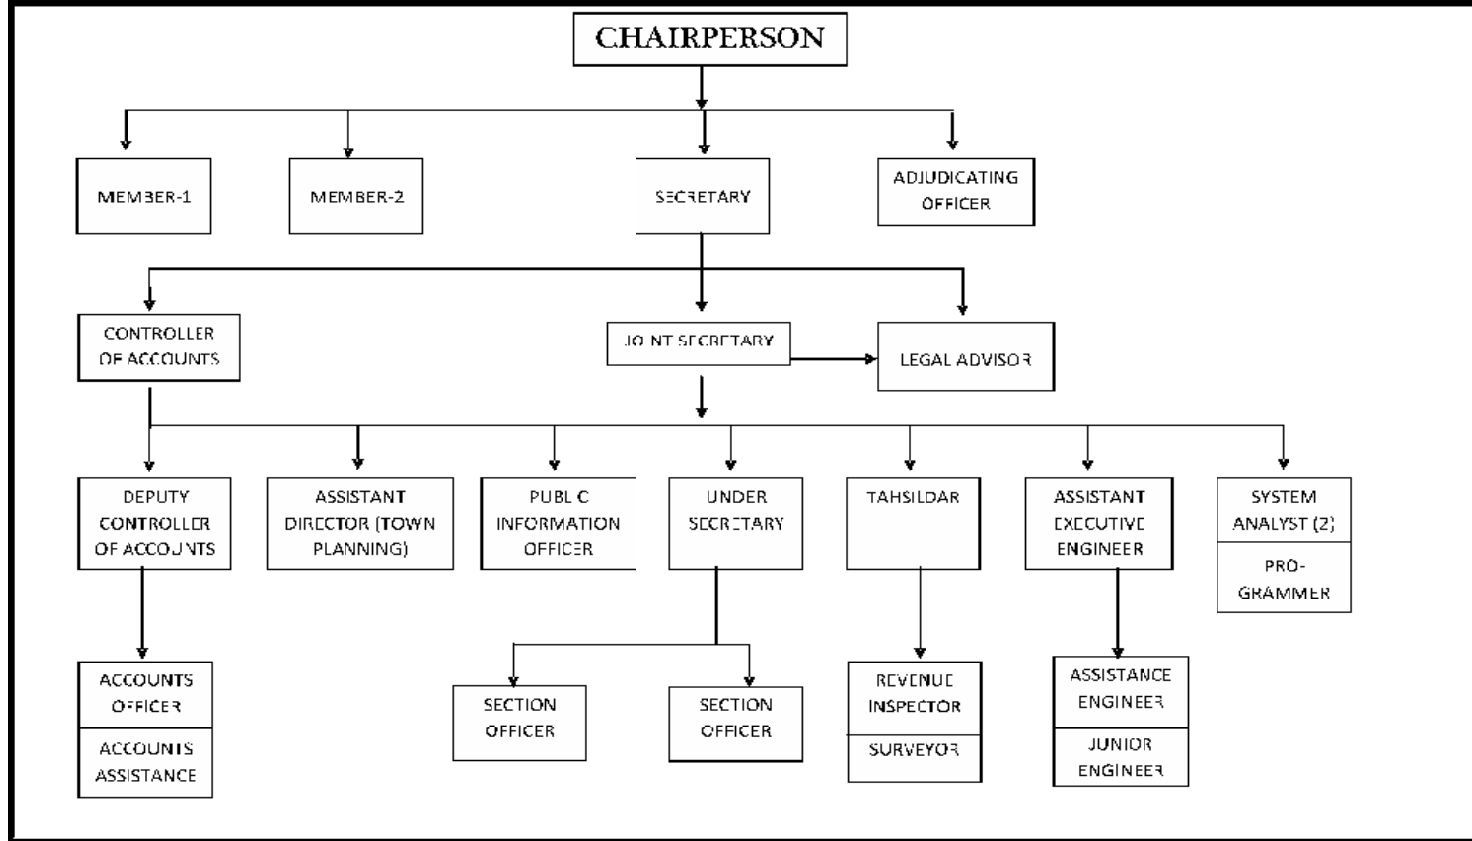 CHAIRPERSON
MEMBER-1
MEMBER-2
SECRETARY
ADJUDICATING
OFFICER
CONTROLLER
OF ACCOUNTS
JOINT SECRETARY
LEGAL ADVISOR
DEPUTY
CONTROLLER
OF ACCOUNTS
ASSISTANT
DIRECTOR (TOWN
PLANNING)
PUBLIC
INFORMATION
OFFICER
UNDER
SECRETARY
TAHSILDAR
ASSISTANT
EXECUTIVE
ENGINEER
SYSTEM
ANALYST (2)
PRO-
GRAMMER
ACCOUNTS
OFFICER
ACCOUNTS
ASSISTANCE
SECTION
OFFICER
SECTION
OFFICER
REVENUE
INSPECTOR
SURVEYOR
ASSISTANCE
ENGINEER
JUNIOR
ENGINEER